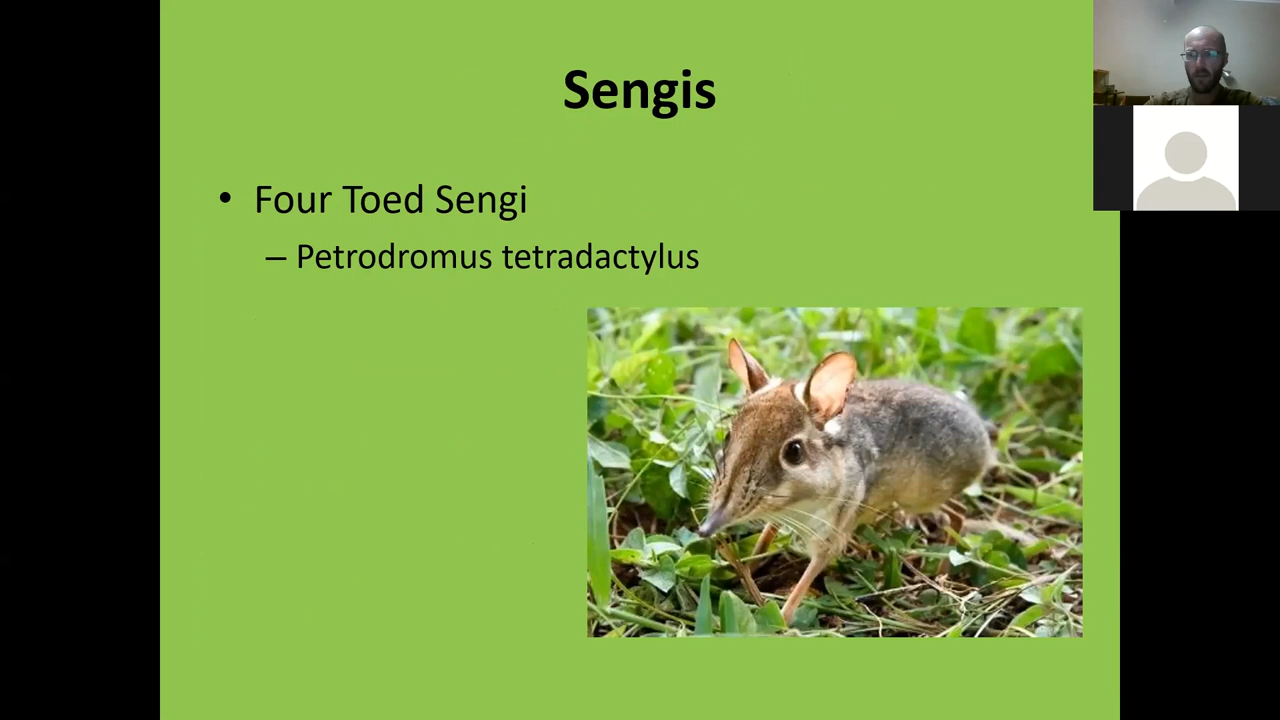 Sengis
• Four Toed Sengi
– Petrodromus tetradactylus